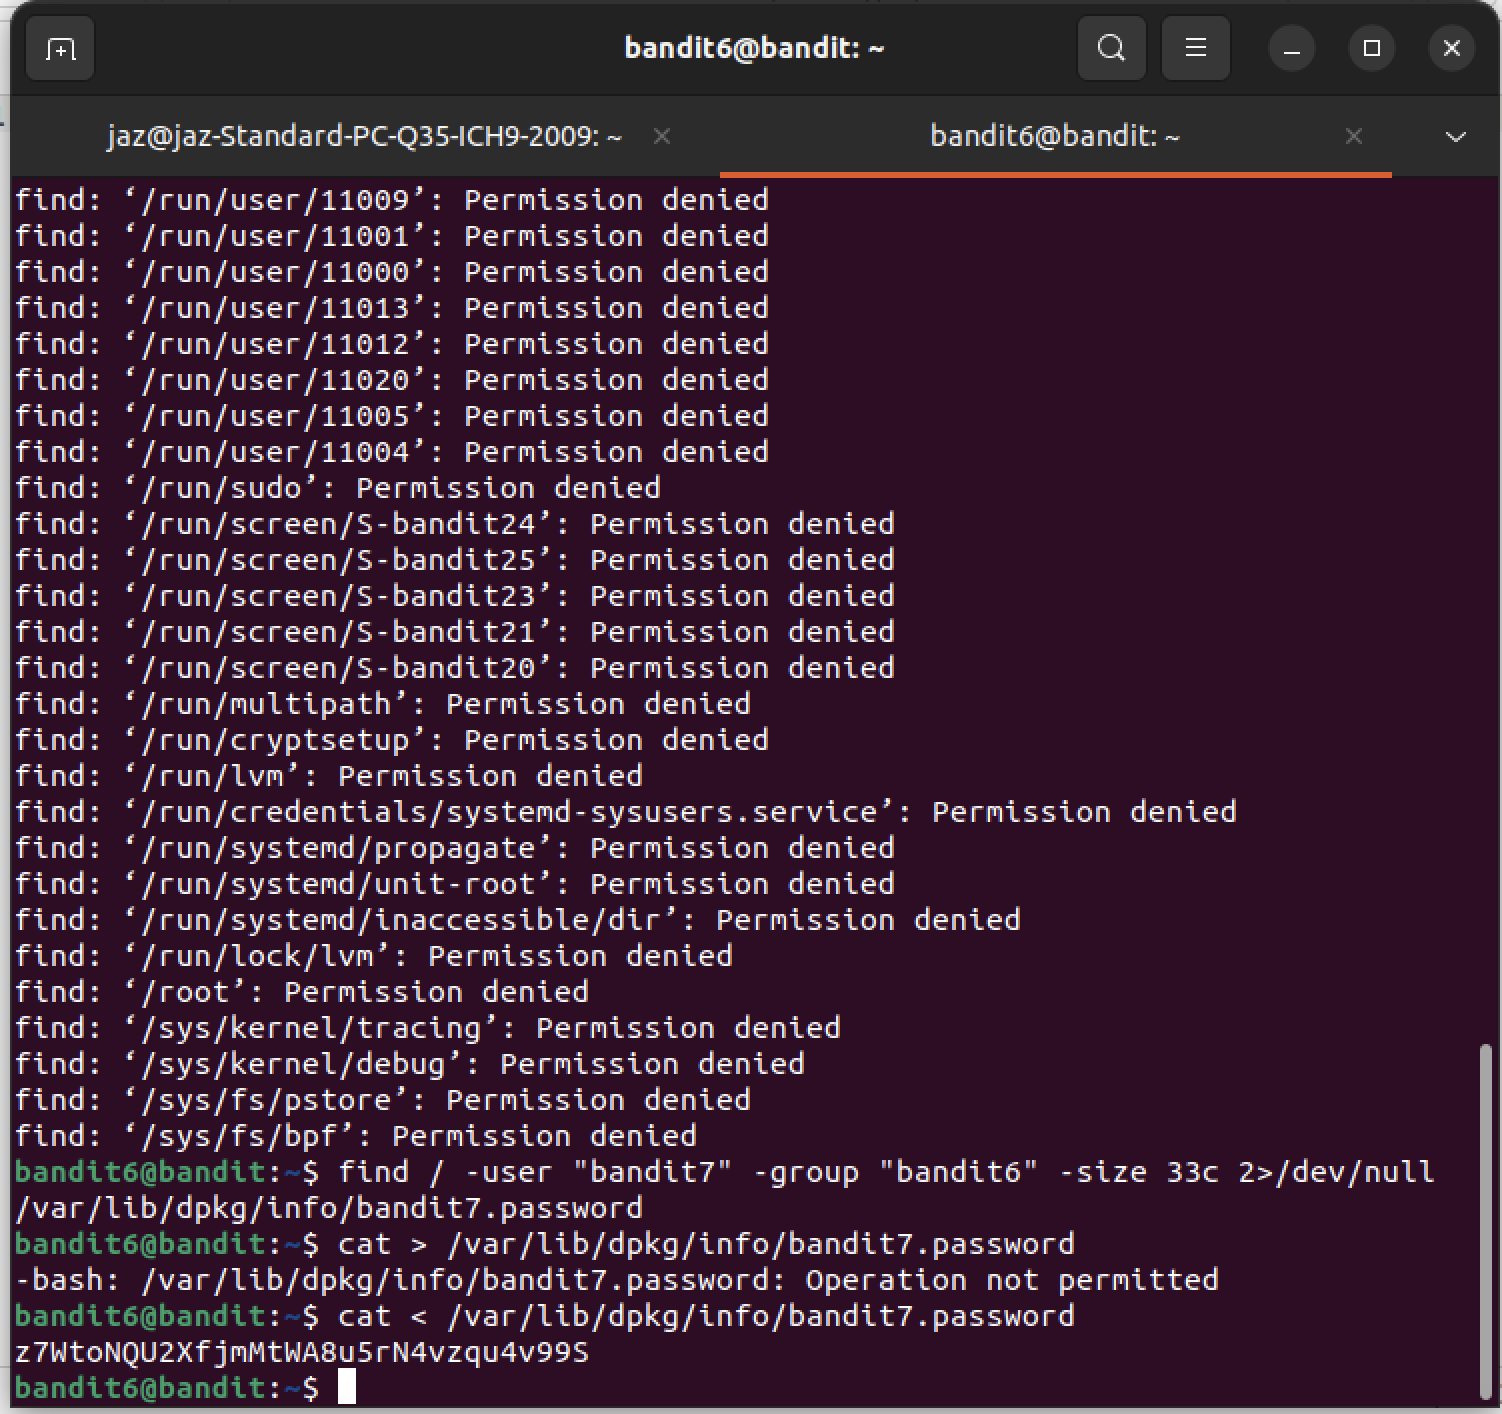 bandit6@bandit: ~
jaz@jaz-Standard-PC-Q35-ICH9-2009: ~
bandit6@bandit: ~
find: ‘/run/user/11009’: Permission denied
find: ‘/run/user/11001’: Permission denied
find: ‘/run/user/11000’: Permission denied
find: ‘/run/user/11013’: Permission denied
find: ‘/run/user/11012’: Permission denied
find: ‘/run/user/11020’: Permission denied
find: ‘/run/user/11005’: Permission denied
find: ‘/run/user/11004’: Permission denied
find: ‘/run/sudo’: Permission denied
find: ‘/run/screen/S-bandit24’: Permission denied
find: ‘/run/screen/S-bandit25’: Permission denied
find: ‘/run/screen/S-bandit23’: Permission denied
find: ‘/run/screen/S-bandit21’: Permission denied
find: ‘/run/screen/S-bandit20’: Permission denied
find: ‘/run/multipath’: Permission denied
find: ‘/run/cryptsetup’: Permission denied
find: ‘/run/lvm’: Permission denied
find: ‘/run/credentials/systemd-sysusers.service’: Permission denied
find: ‘/run/systemd/propagate’: Permission denied
find: ‘/run/systemd/unit-root’: Permission denied
find: ‘/run/systemd/inaccessible/dir’: Permission denied
find: ‘/run/lock/lvm’: Permission denied
find: ‘/root’: Permission denied
find: ‘/sys/kernel/tracing’: Permission denied
find: ‘/sys/kernel/debug’: Permission denied
find: ‘/sys/fs/pstore’: Permission denied
find: ‘/sys/fs/bpf’: Permission denied
bandit6@bandit:~$ find / -user "bandit7" -group "bandit6" -size 33c 2>/dev/null
/var/lib/dpkg/info/bandit7.password
bandit6@bandit:~$ cat > /var/lib/dpkg/info/bandit7.password
-bash: /var/lib/dpkg/info/bandit7.password: Operation not permitted
bandit6@bandit:~$ cat < /var/lib/dpkg/info/bandit7.password
z7WtoNQU2XfjmMtWA8u5rN4vzqu4v99S
bandit6@bandit:~$